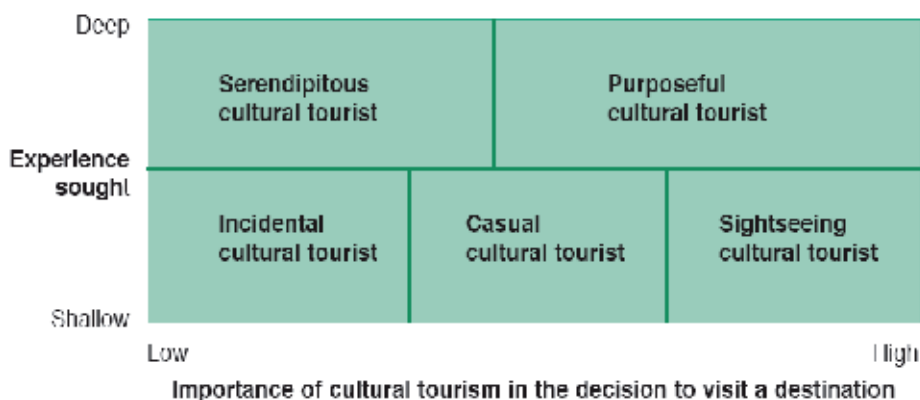 Deep
Serendipitous
cultural tourist
Purposeful
cultural tourist
Experience
sought
Incidental
cultural tourist
Casual
cultural tourist
Sightseeing
cultural tourist
Shallow
Low
High
Importance of cultural tourism in the decision to visit a destination